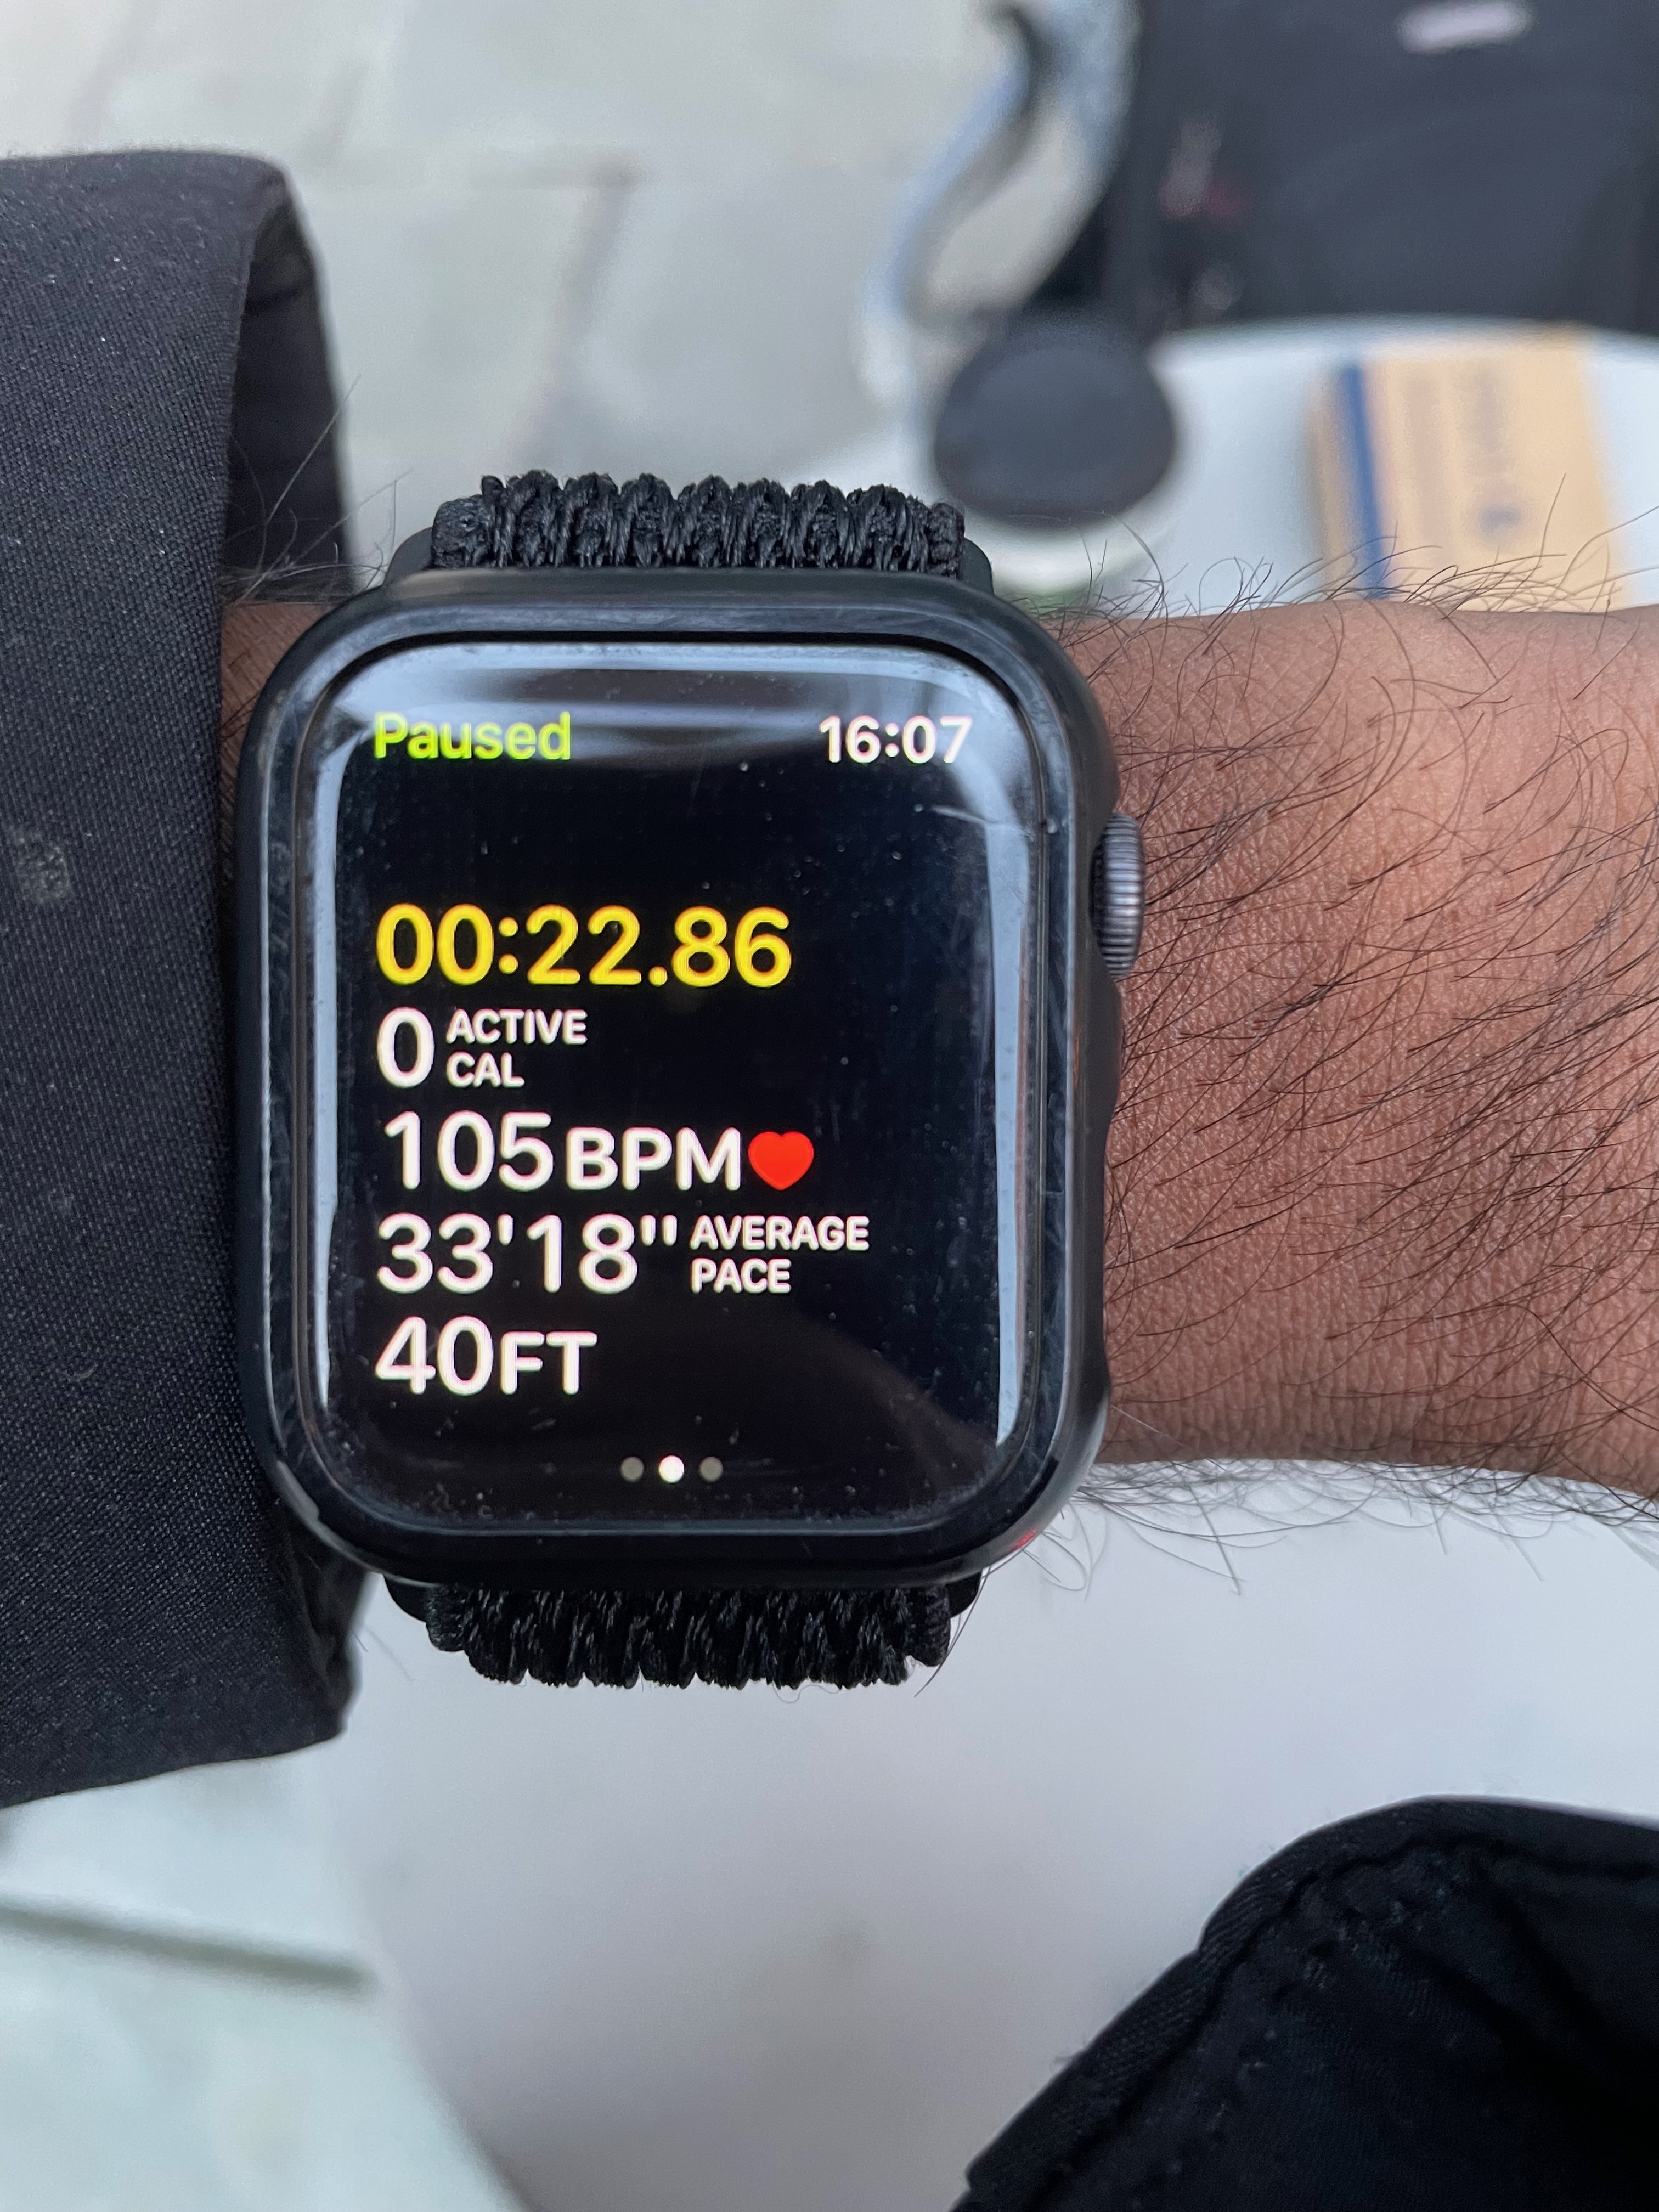 Paused 16:07
00:22.86
0 ACTIVE
CAL
105 BPM
33'18" AVERAGE
PACE
40FT